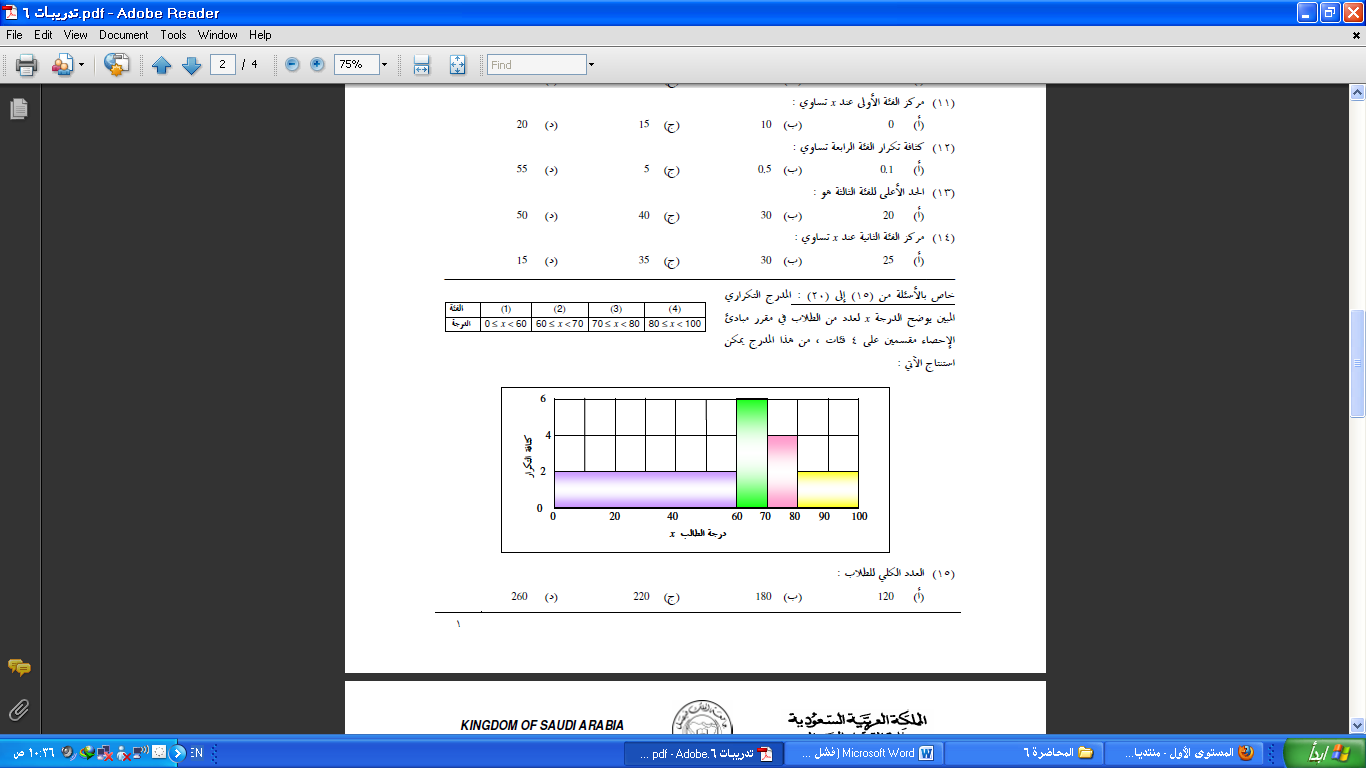 تدريبات ٦.pdf - Adobe Reader
File Edit View Document Tools Window Help
2 / 4 75% Find
(١١) مركز الفئة الأولى عند x تساوي :
(أ) 0 (ب) 10 (ج) 15 (د) 20
(١٢) كثافة تكرار الفئة الرابعة تساوي :
(أ) 0.1 (ب) 0.5 (ج) 5 (د) 55
(١٣) الحد الأعلى للفئة الثالثة هو :
(أ) 20 (ب) 30 (ج) 40 (د) 50
(١٤) مركز الفئة الثانية عند x تساوي :
(أ) 25 (ب) 30 (ج) 35 (د) 15
خاص بالأسئلة من (١٥) إلى (٢٠) : المدرج التكراري
المبين يوضح الدرجة x لعدد من الطلاب في مقرر مبادئ
الإحصاء مقسمين على ٤ فئات ، من هذا المدرج يمكن
استنتاج الآتي :
الفئة (1) (2) (3) (4)
الدرجة 0 ≤ x < 60 60 ≤ x < 70 70 ≤ x < 80 80 ≤ x < 100
6
4
2
0
كثافة التكرار
0 20 40 60 70 80 90 100
درجة الطالب x
(١٥) العدد الكلي للطلاب :
(أ) 120 (ب) 180 (ج) 220 (د) 260
١
KINGDOM OF SAUDI ARABIA
المملكة العربية السعودية
ابدأ
المستوى الأول - منتديا...
المحاضرة ٦
Microsoft Word (فشل ...
تدريبات ٦.pdf - Adobe ...
EN
١٠:٣٦ ص